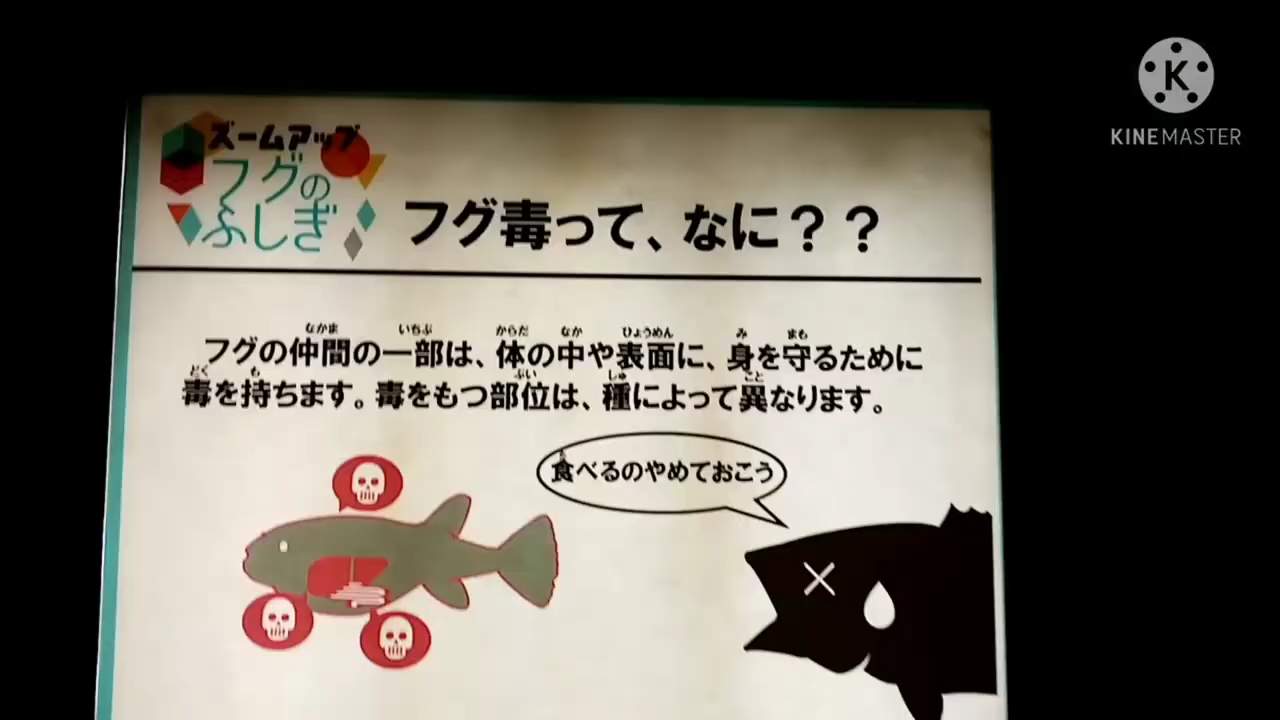 ズームアップ
フグの
ふしぎ
フグ毒って、なに？？
なかま いちぶ からだ なか ひょうめん み まも
フグの仲間の一部は、体の中や表面に、身を守るために
どく も ぶい しゅ こと
毒を持ちます。毒をもつ部位は、種によって異なります。
た
食べるのやめておこう
K
KINEMASTER